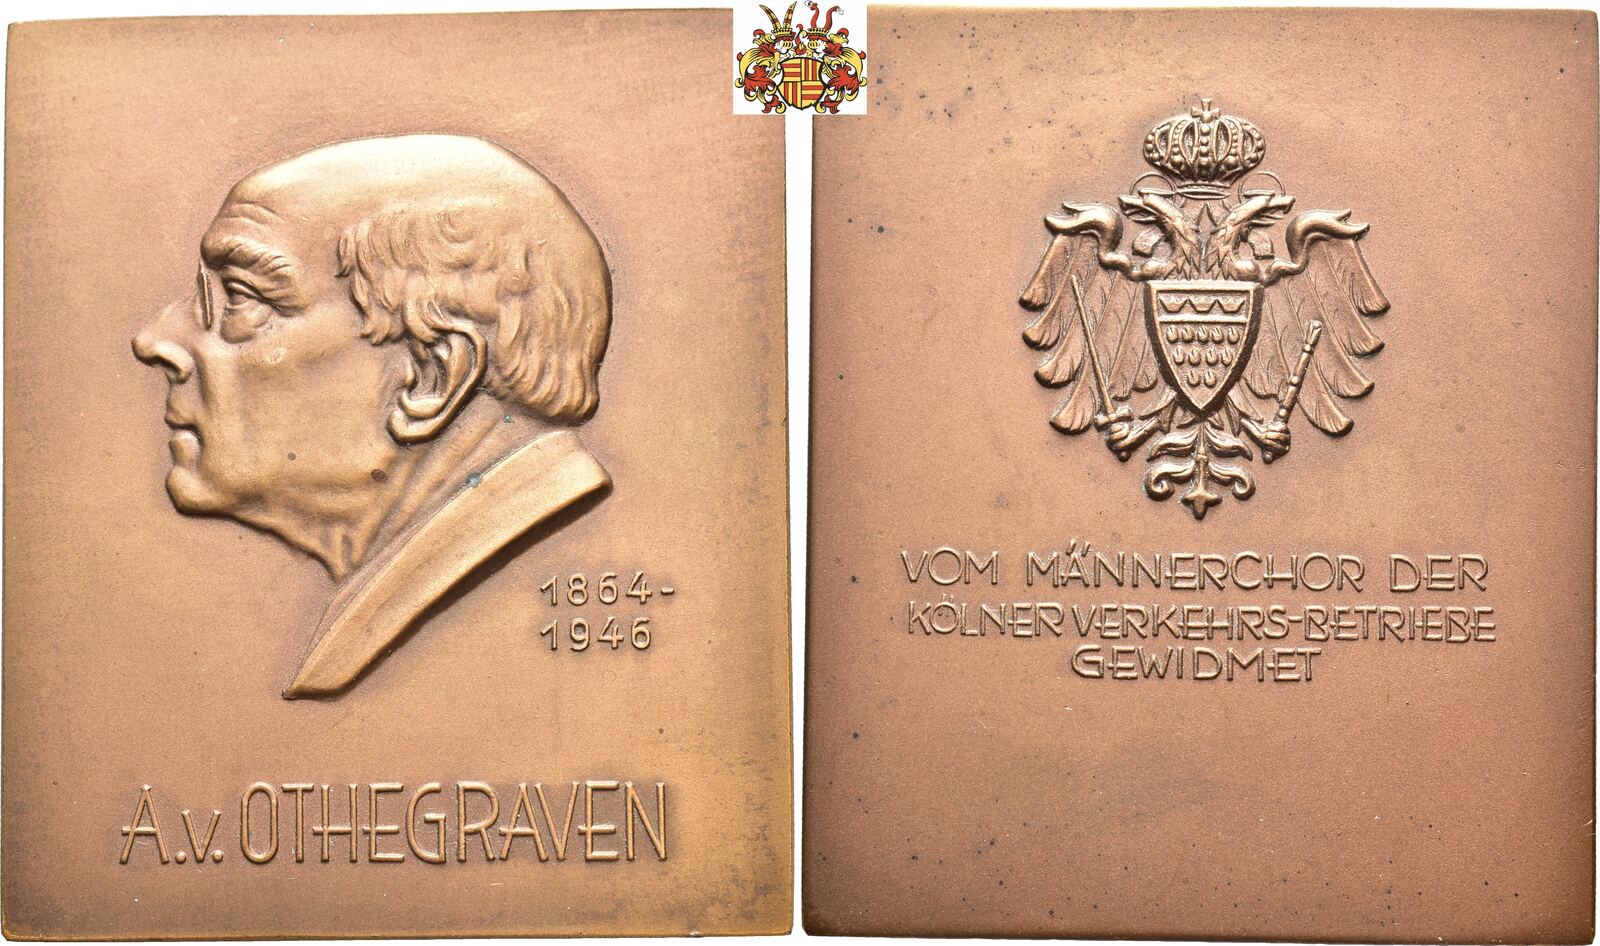 1864-
1946
A.v. OTHEGRAVEN
VOM MÄNNERCHOR DER
KÖLNER VERKEHRS-BETRIEBE
GEWIDMET